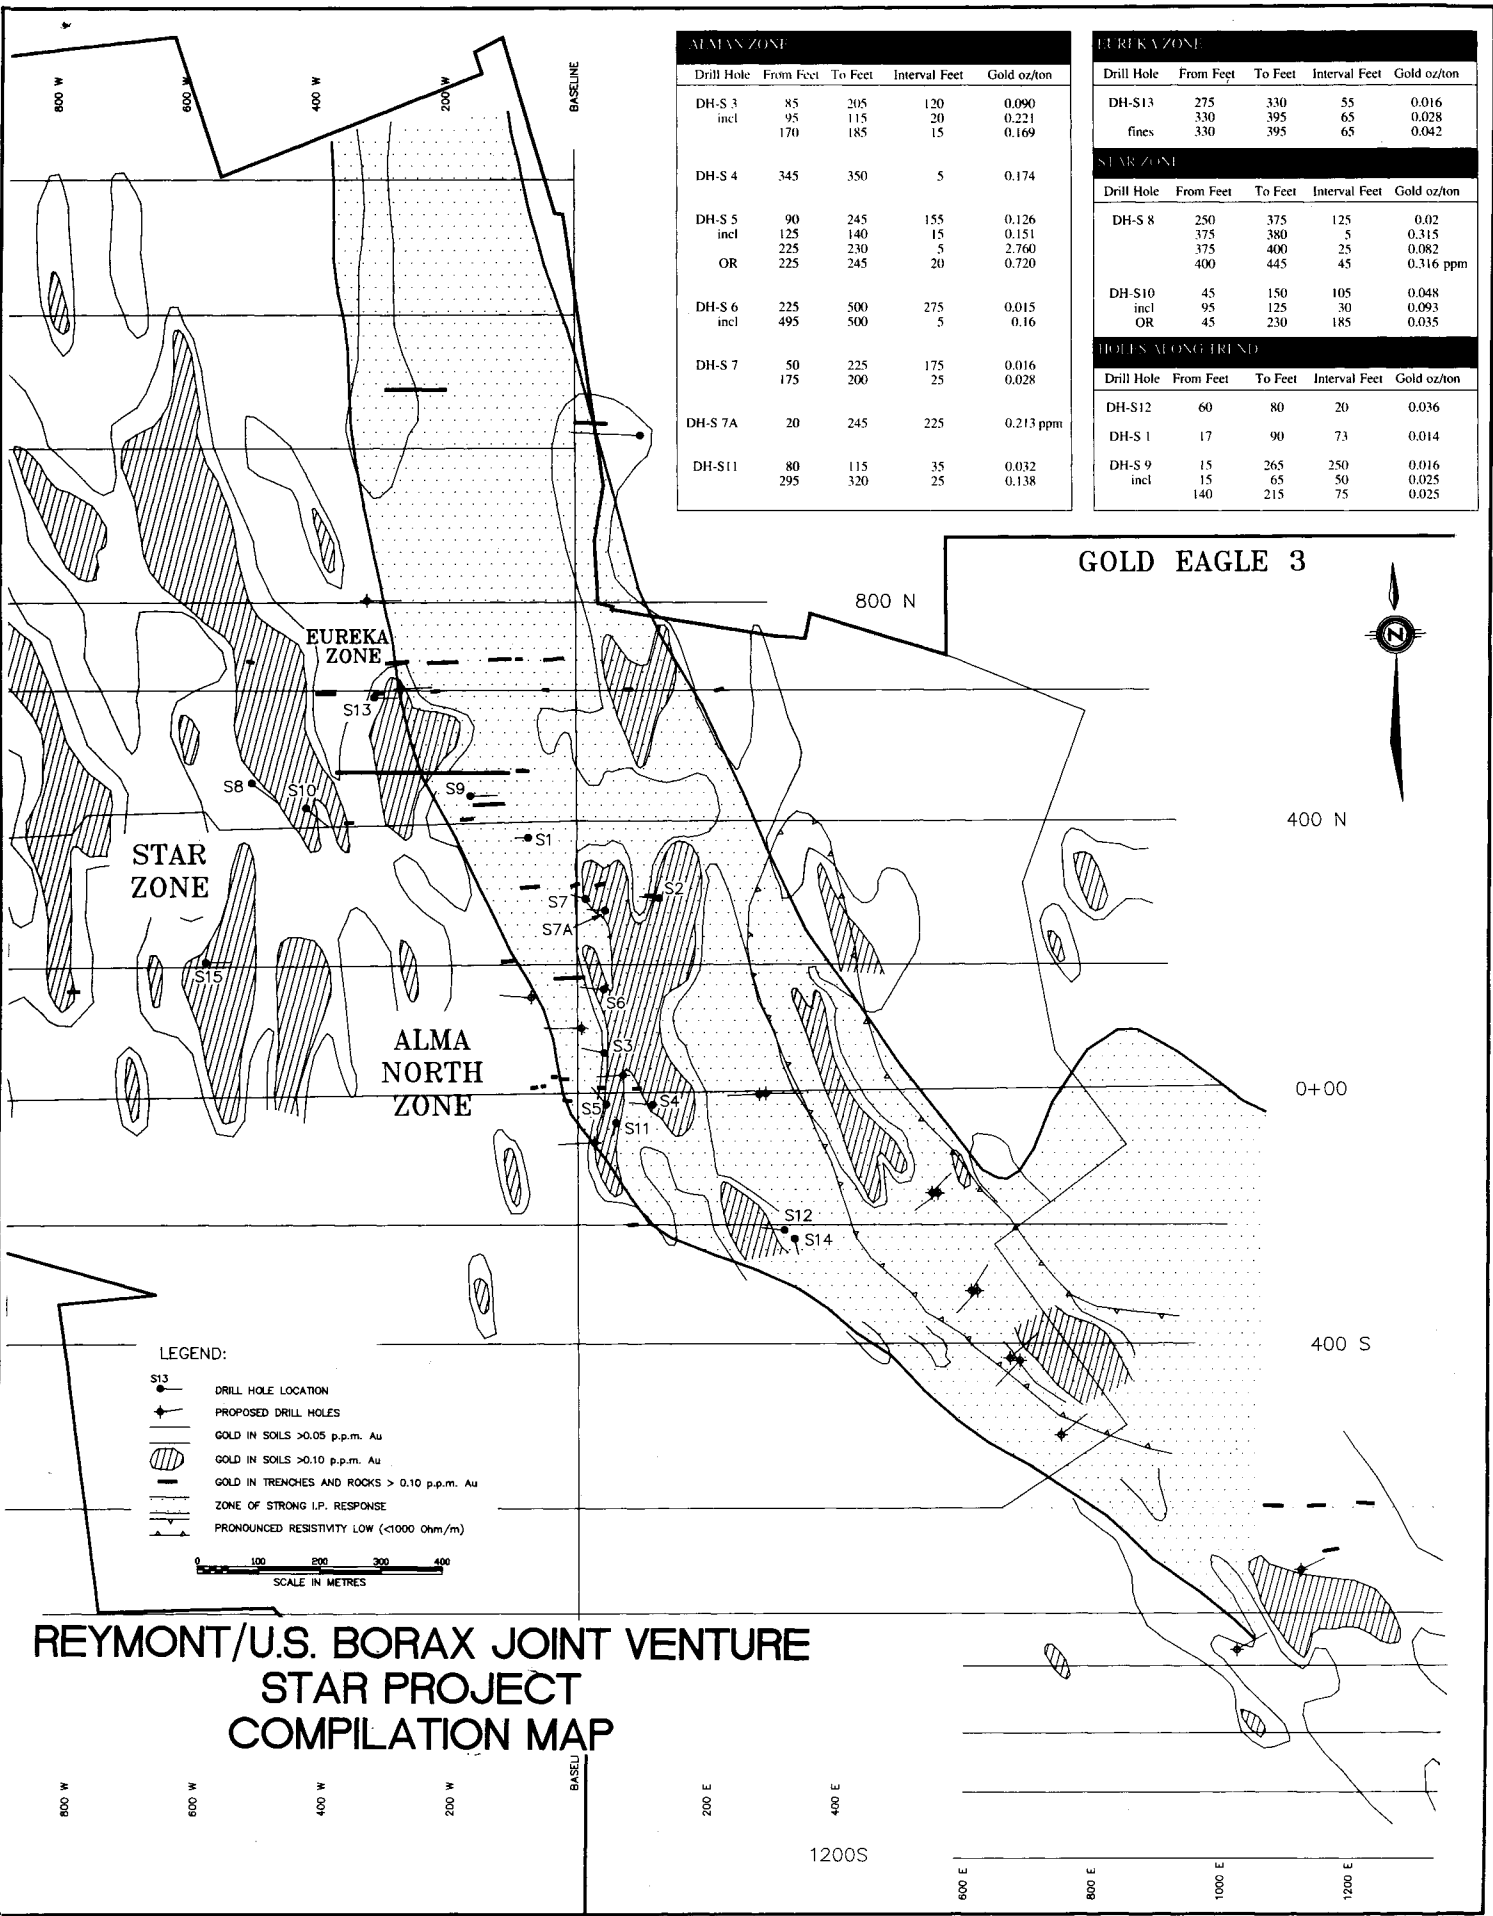 800 W
600 W
400 W
200 W
BASELINE
ALMAN ZONE
Drill Hole From Feet To Feet Interval Feet Gold oz/ton
DH-S 3 85 205 120 0.090
incl 95 115 20 0.221
170 185 15 0.169
DH-S 4 345 350 5 0.174
DH-S 5 90 245 155 0.126
incl 125 140 15 0.151
225 230 5 2.760
OR 225 245 20 0.720
DH-S 6 225 500 275 0.015
incl 495 500 5 0.16
DH-S 7 50 225 175 0.016
175 200 25 0.028
DH-S 7A 20 245 225 0.213 ppm
DH-S11 80 115 35 0.032
295 320 25 0.138
EUREKA ZONE
Drill Hole From Feet To Feet Interval Feet Gold oz/ton
DH-S13 275 330 55 0.016
330 395 65 0.028
fines 330 395 65 0.042
STAR ZONE
Drill Hole From Feet To Feet Interval Feet Gold oz/ton
DH-S 8 250 375 125 0.02
375 380 5 0.315
375 400 25 0.082
400 445 45 0.316 ppm
DH-S10 45 150 105 0.048
incl 95 125 30 0.093
OR 45 230 185 0.035
HOLES ALONG TREND
Drill Hole From Feet To Feet Interval Feet Gold oz/ton
DH-S12 60 80 20 0.036
DH-S 1 17 90 73 0.014
DH-S 9 15 265 250 0.016
incl 15 65 50 0.025
140 215 75 0.025
GOLD EAGLE 3
800 N
N
EUREKA
ZONE
S13
S8
S10
S9
S1
400 N
STAR
ZONE
S7
S2
S7A
S15
S6
ALMA
NORTH
ZONE
S3
S5
S4
S11
0+00
S12
S14
400 S
LEGEND:
S13
DRILL HOLE LOCATION
PROPOSED DRILL HOLES
GOLD IN SOILS >0.05 p.p.m. Au
GOLD IN SOILS >0.10 p.p.m. Au
GOLD IN TRENCHES AND ROCKS > 0.10 p.p.m. Au
ZONE OF STRONG I.P. RESPONSE
PRONOUNCED RESISTIVITY LOW (<1000 Ohm/m)
0 100 200 300 400
SCALE IN METRES
REYMONT/U.S. BORAX JOINT VENTURE
STAR PROJECT
COMPILATION MAP
800 W
600 W
400 W
200 W
BASELI
200 E
400 E
1200S
600 E
800 E
1000 E
1200 E